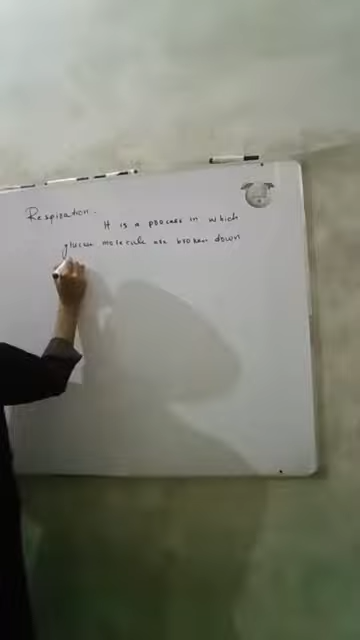 Respiration.
It is a process in which
glucose molecule are broken down